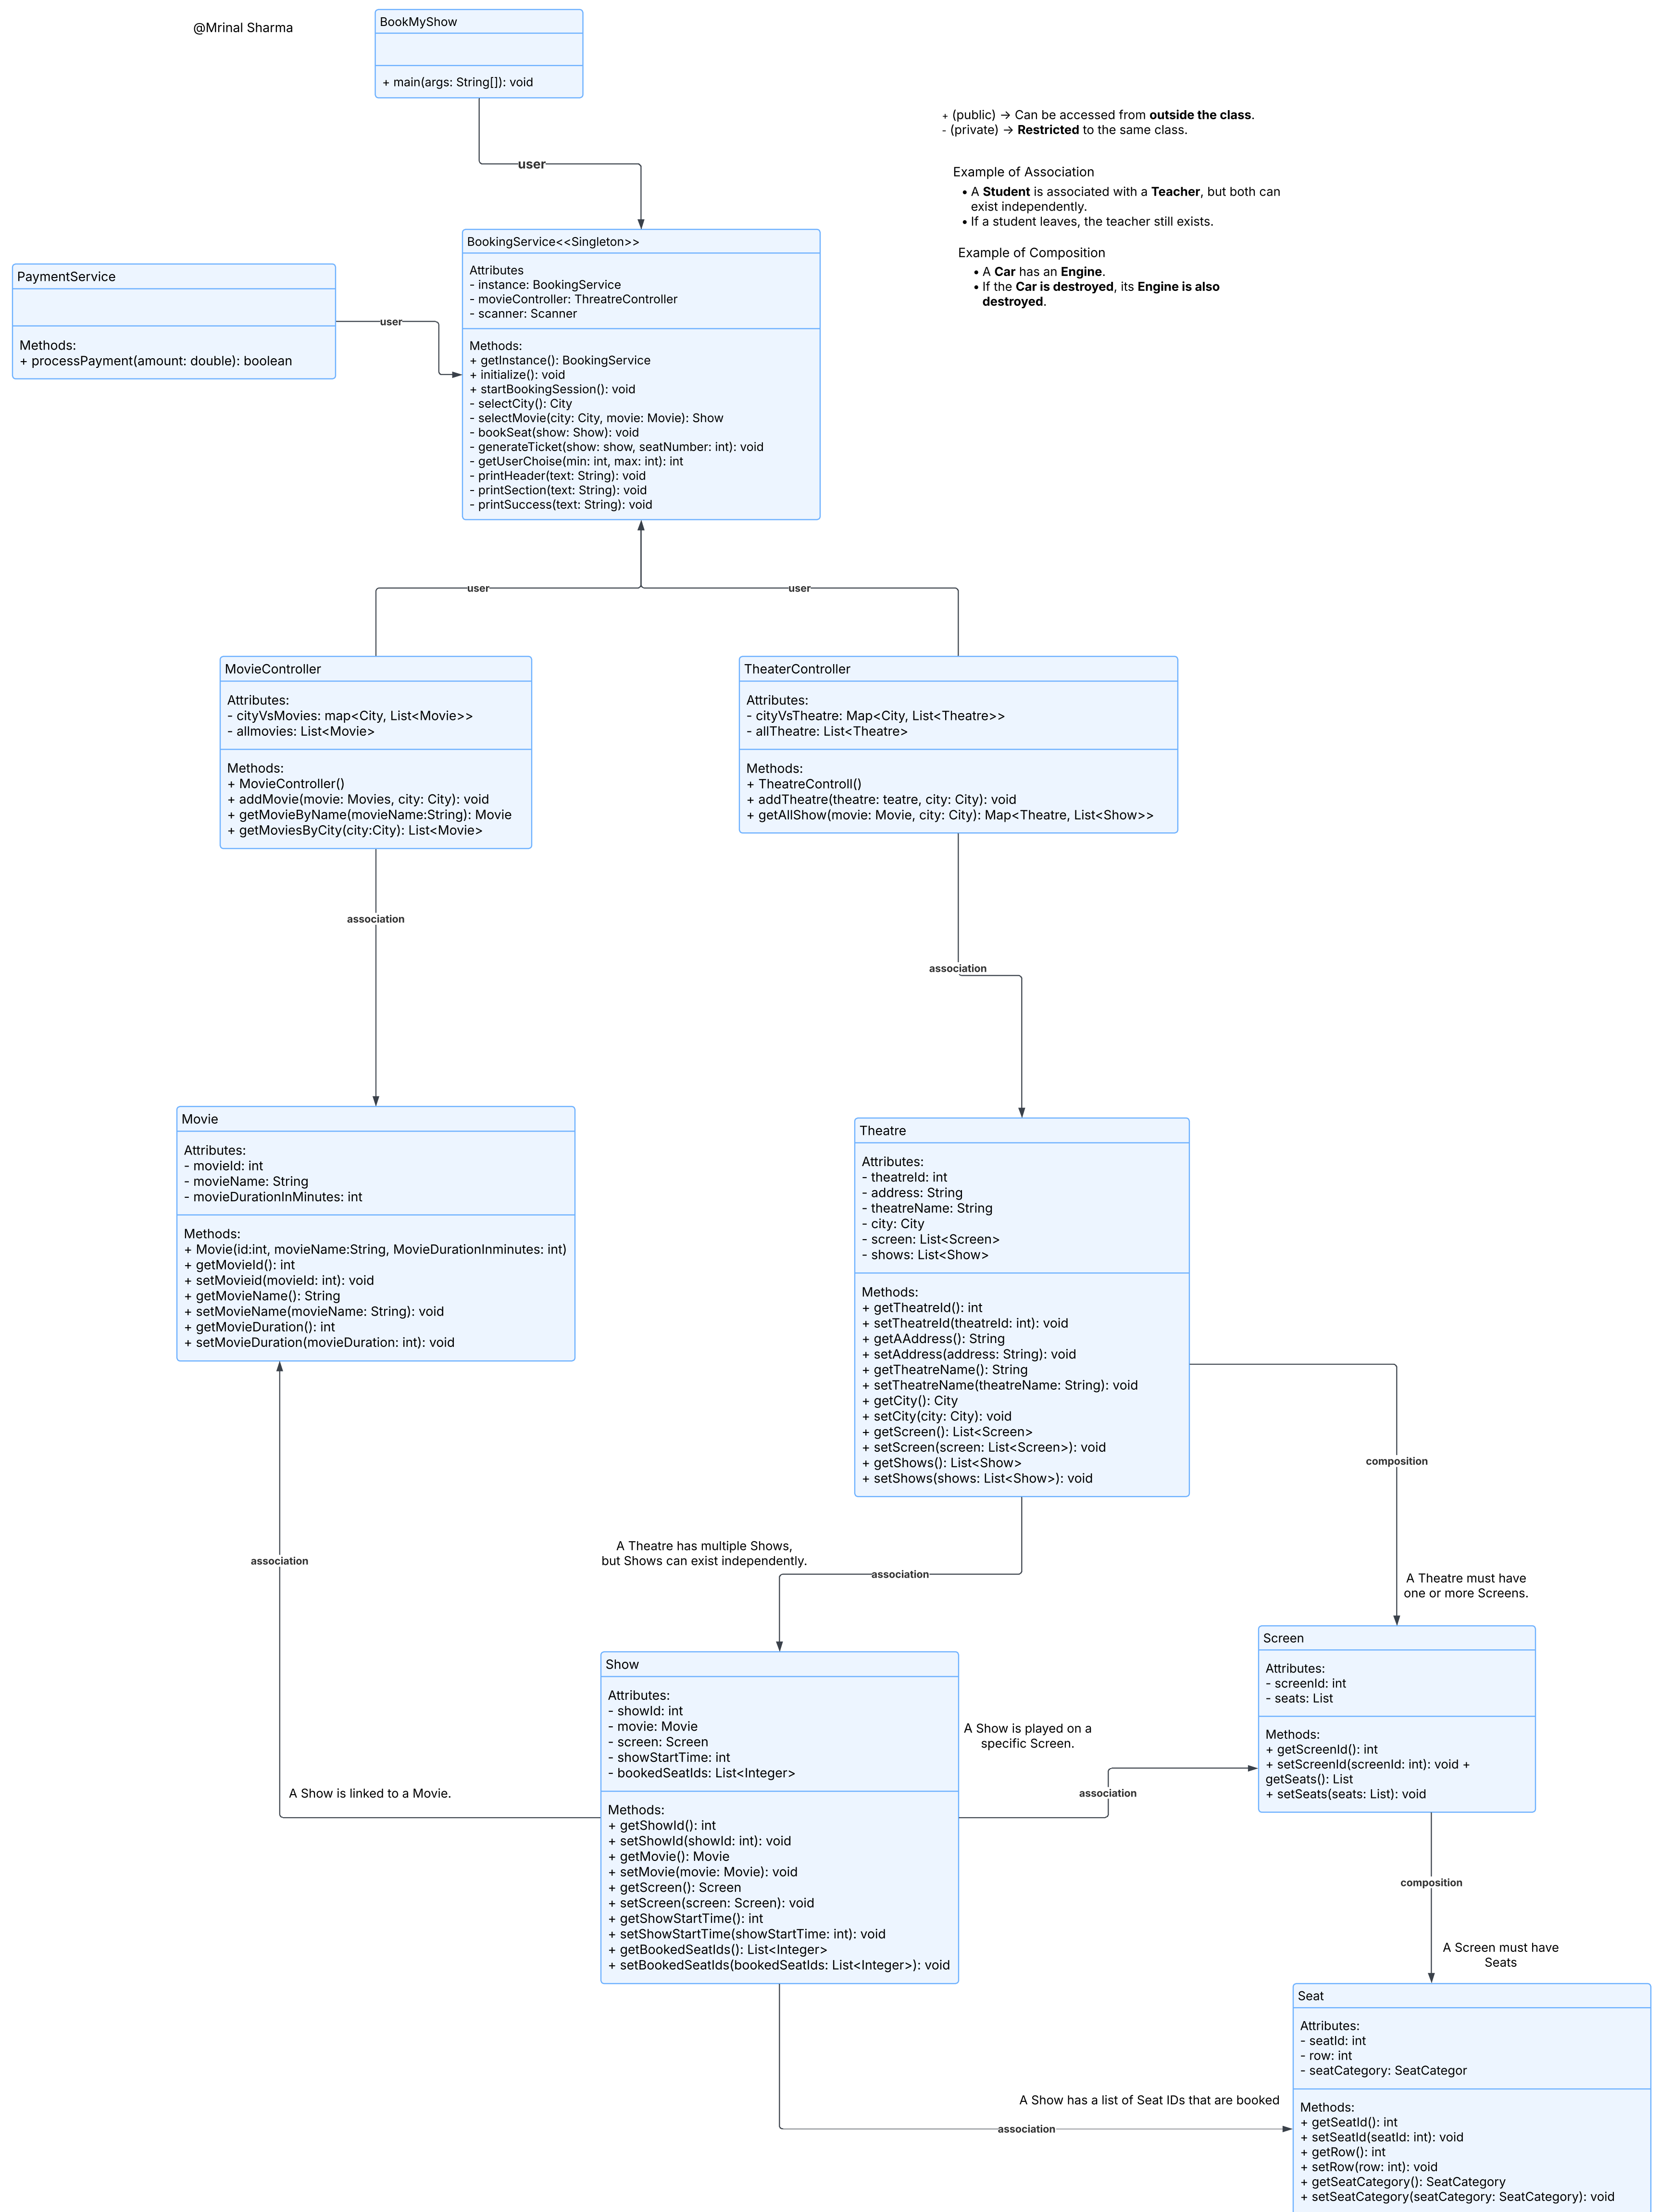 @Mrinal Sharma
BookMyShow
+ main(args: String[]): void
+ (public) → Can be accessed from outside the class.
- (private) → Restricted to the same class.
user
Example of Association
• A Student is associated with a Teacher, but both can
exist independently.
• If a student leaves, the teacher still exists.
Example of Composition
• A Car has an Engine.
• If the Car is destroyed, its Engine is also
destroyed.
BookingService<<Singleton>>
Attributes
- instance: BookingService
- movieController: ThreatreController
- scanner: Scanner
Methods:
+ getInstance(): BookingService
+ initialize(): void
+ startBookingSession(): void
- selectCity(): City
- selectMovie(city: City, movie: Movie): Show
- bookSeat(show: Show): void
- generateTicket(show: show, seatNumber: int): void
- getUserChoise(min: int, max: int): int
- printHeader(text: String): void
- printSection(text: String): void
- printSuccess(text: String): void
PaymentService
Methods:
+ processPayment(amount: double): boolean
user
user
user
MovieController
Attributes:
- cityVsMovies: map<City, List<Movie>>
- allmovies: List<Movie>
Methods:
+ MovieController()
+ addMovie(movie: Movies, city: City): void
+ getMovieByName(movieName:String): Movie
+ getMoviesByCity(city:City): List<Movie>
TheaterController
Attributes:
- cityVsTheatre: Map<City, List<Theatre>>
- allTheatre: List<Theatre>
Methods:
+ TheatreControll()
+ addTheatre(theatre: teatre, city: City): void
+ getAllShow(movie: Movie, city: City): Map<Theatre, List<Show>>
association
association
Movie
Attributes:
- movieId: int
- movieName: String
- movieDurationInMinutes: int
Methods:
+ Movie(id:int, movieName:String, MovieDurationInminutes: int)
+ getMovieId(): int
+ setMovieid(movieId: int): void
+ getMovieName(): String
+ setMovieName(movieName: String): void
+ getMovieDuration(): int
+ setMovieDuration(movieDuration: int): void
Theatre
Attributes:
- theatreId: int
- address: String
- theatreName: String
- city: City
- screen: List<Screen>
- shows: List<Show>
Methods:
+ getTheatreId(): int
+ setTheatreId(theatreId: int): void
+ getAAddress(): String
+ setAddress(address: String): void
+ getTheatreName(): String
+ setTheatreName(theatreName: String): void
+ getCity(): City
+ setCity(city: City): void
+ getScreen(): List<Screen>
+ setScreen(screen: List<Screen>): void
+ getShows(): List<Show>
+ setShows(shows: List<Show>): void
composition
association
A Theatre has multiple Shows,
but Shows can exist independently.
association
A Theatre must have
one or more Screens.
Show
Attributes:
- showId: int
- movie: Movie
- screen: Screen
- showStartTime: int
- bookedSeatIds: List<Integer>
Methods:
+ getShowId(): int
+ setShowId(showId: int): void
+ getMovie(): Movie
+ setMovie(movie: Movie): void
+ getScreen(): Screen
+ setScreen(screen: Screen): void
+ getShowStartTime(): int
+ setShowStartTime(showStartTime: int): void
+ getBookedSeatIds(): List<Integer>
+ setBookedSeatIds(bookedSeatIds: List<Integer>): void
A Show is linked to a Movie.
A Show is played on a
specific Screen.
association
Screen
Attributes:
- screenId: int
- seats: List
Methods:
+ getScreenId(): int
+ setScreenId(screenId: int): void +
getSeats(): List
+ setSeats(seats: List): void
composition
A Screen must have
Seats
A Show has a list of Seat IDs that are booked
association
Seat
Attributes:
- seatId: int
- row: int
- seatCategory: SeatCategor
Methods:
+ getSeatId(): int
+ setSeatId(seatId: int): void
+ getRow(): int
+ setRow(row: int): void
+ getSeatCategory(): SeatCategory
+ setSeatCategory(seatCategory: SeatCategory): void